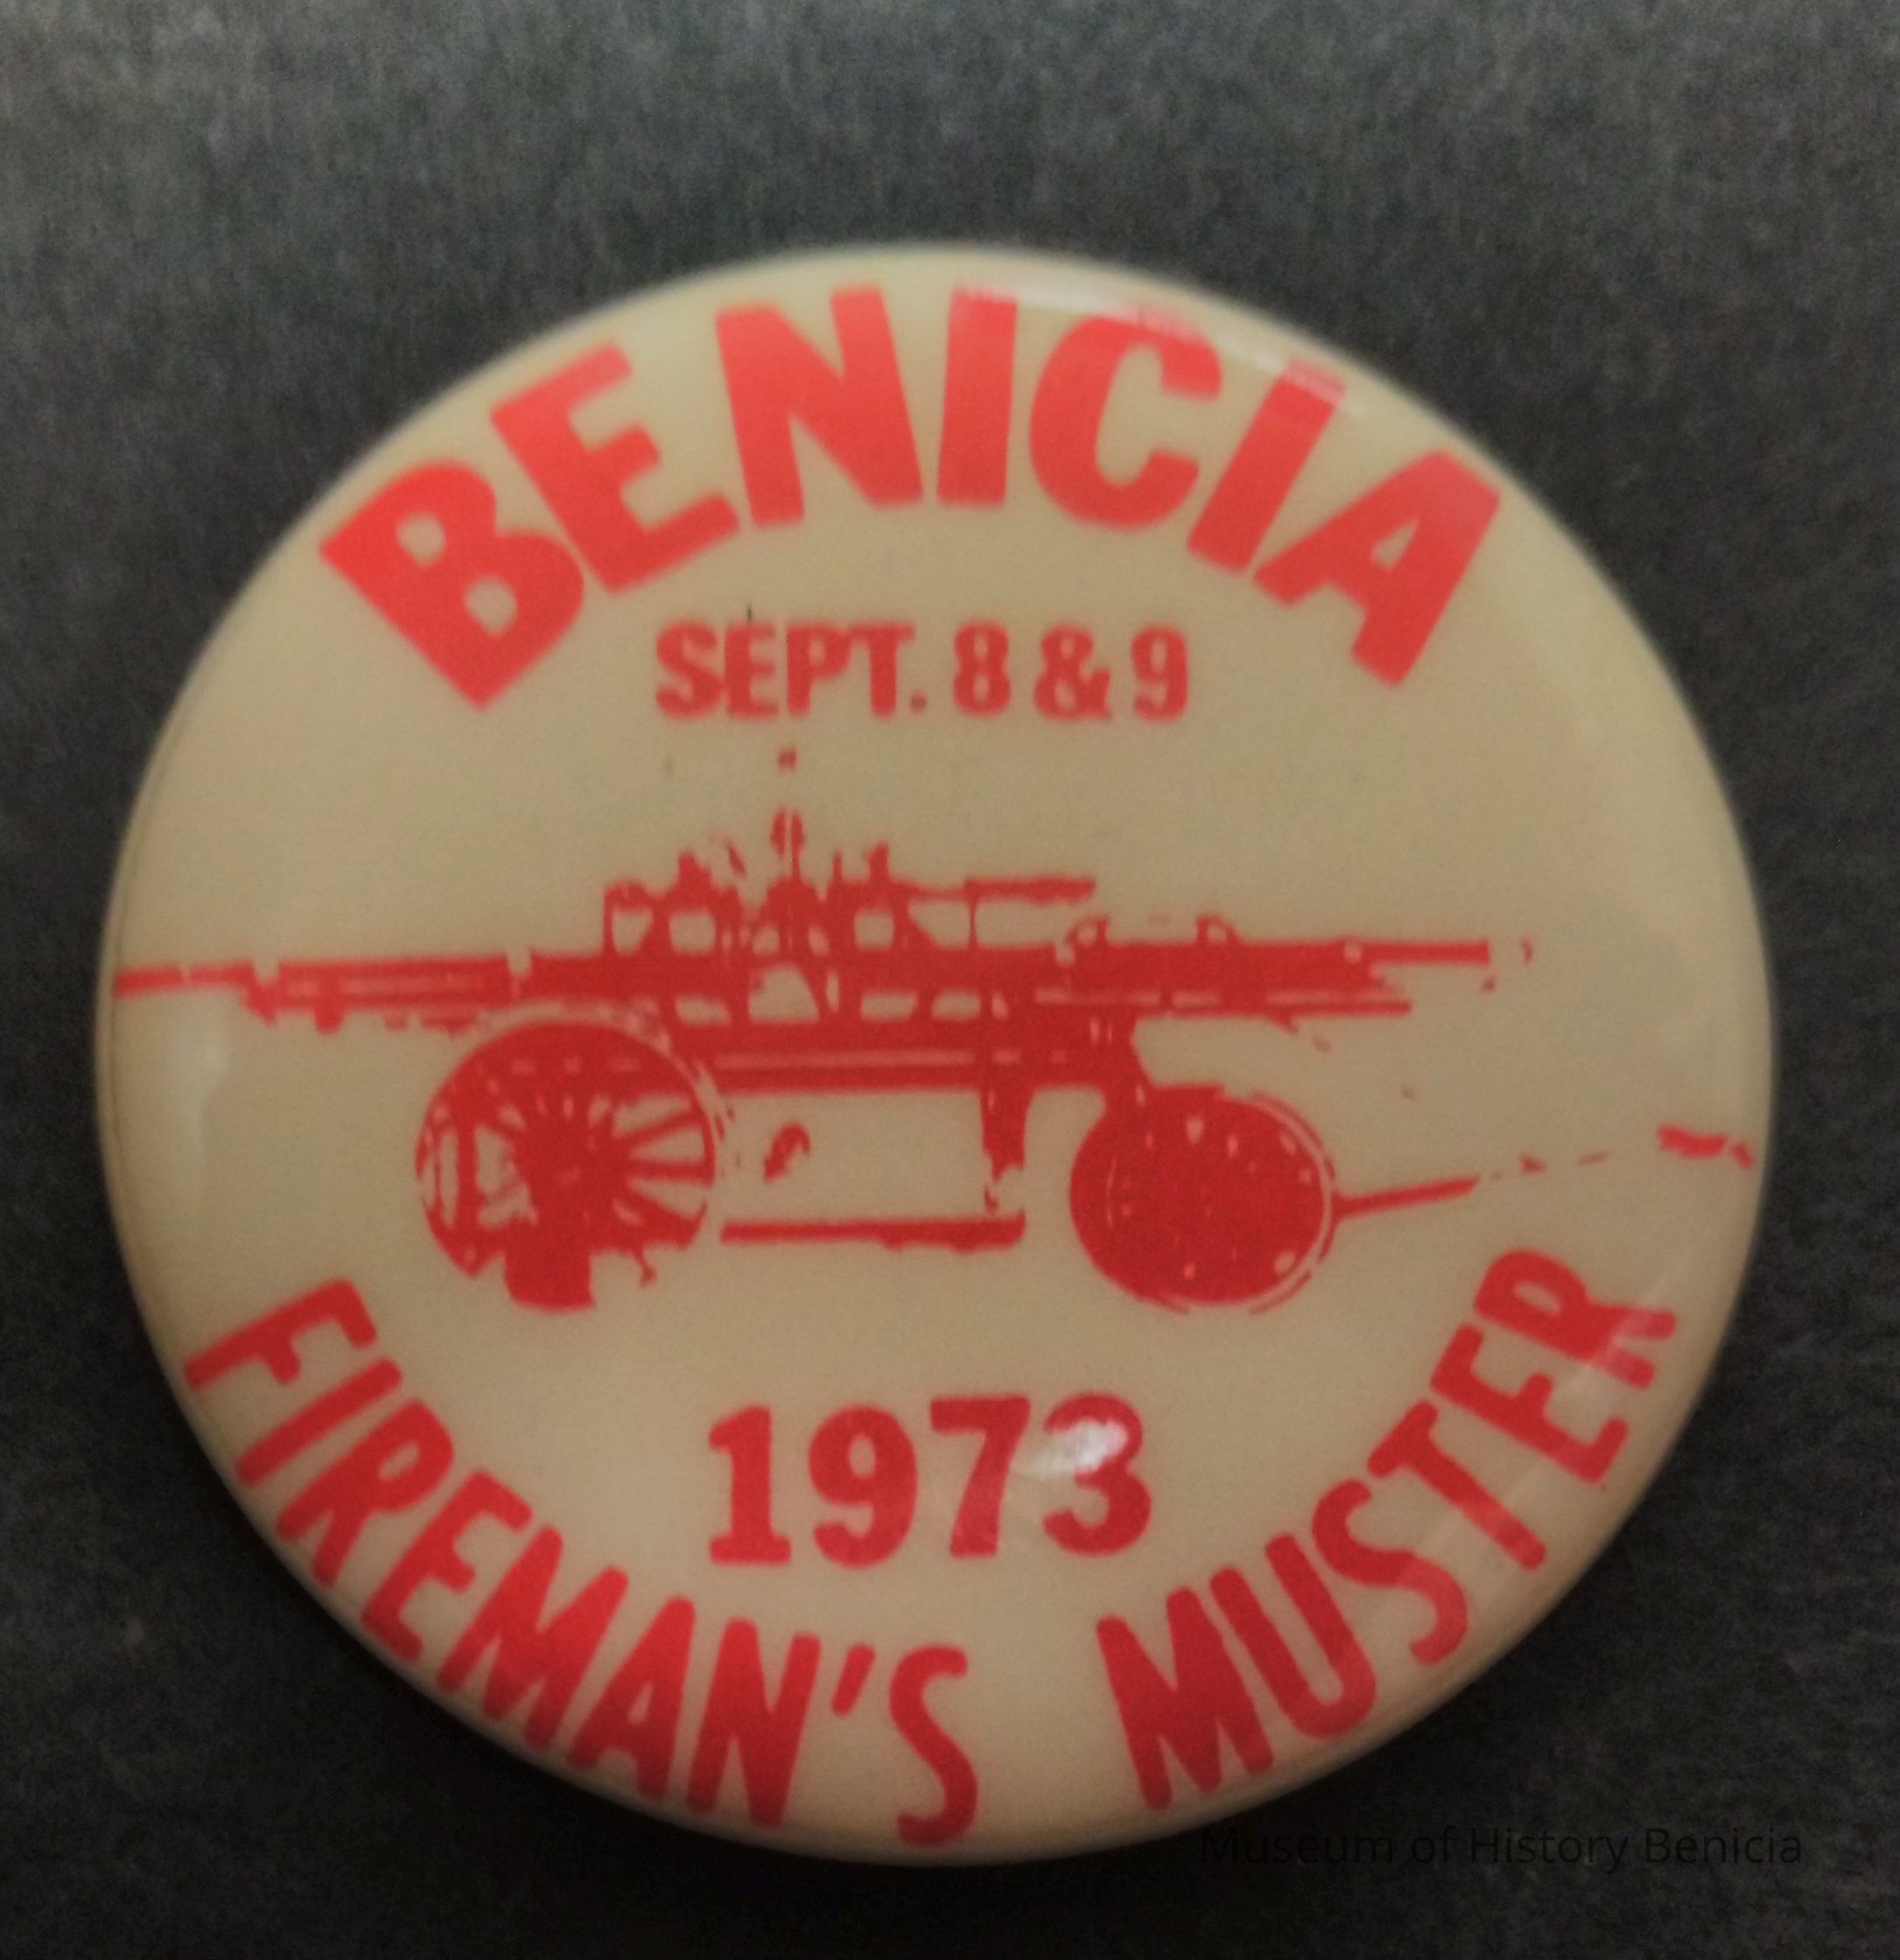 BENICIA
SEPT. 8 & 9
1973
FIREMAN'S MUSTER
Museum of History Benicia